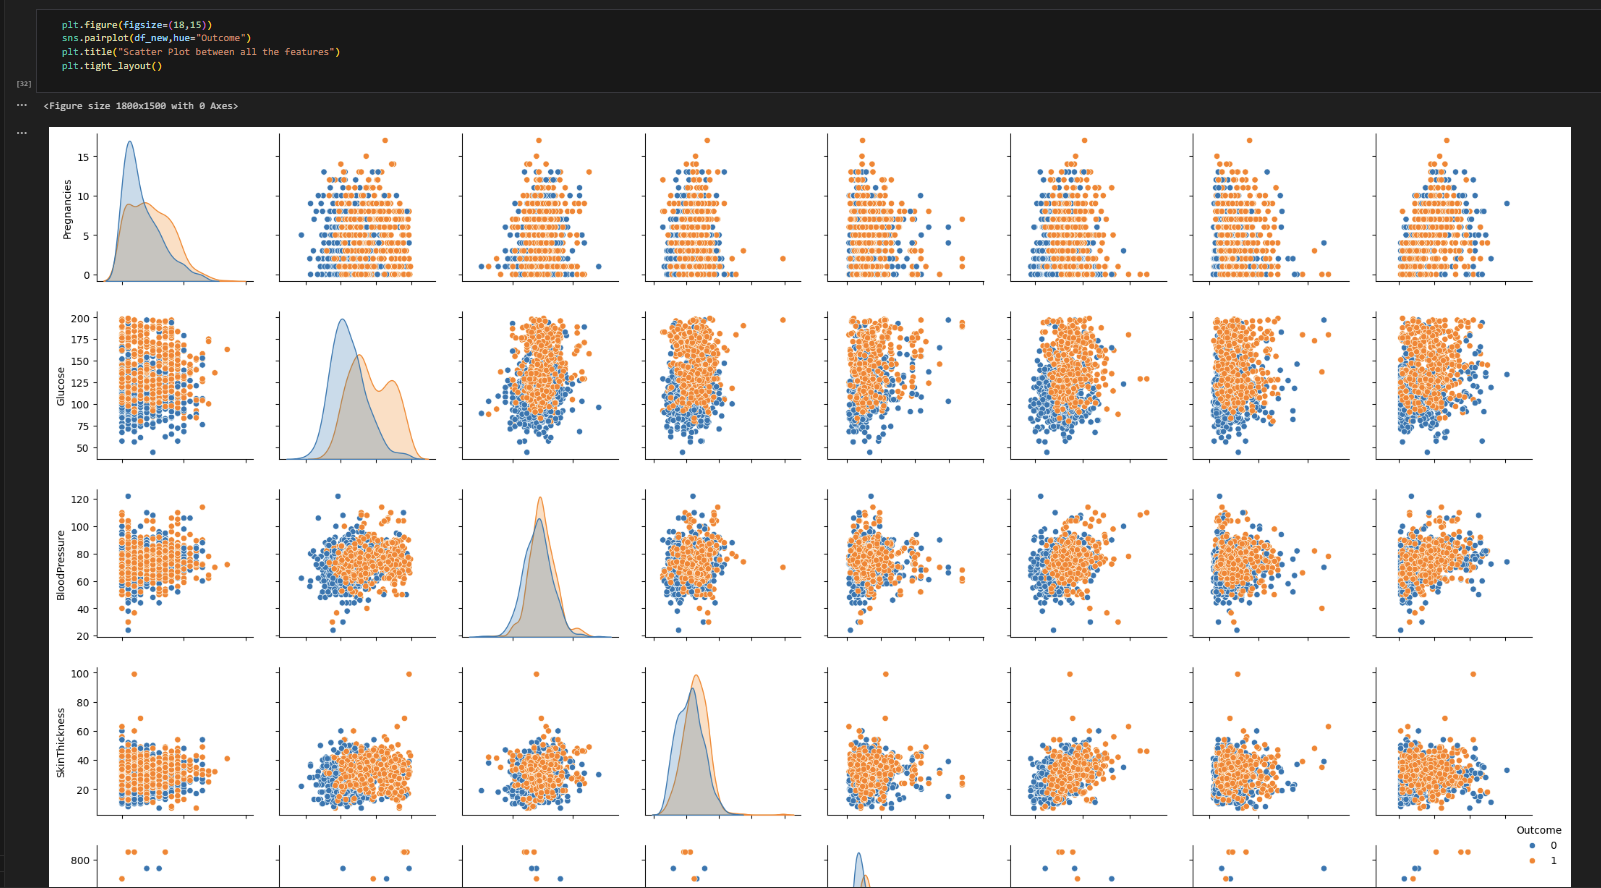 plt.figure(figsize=(18,15))
sns.pairplot(df_new,hue="Outcome")
plt.title("Scatter Plot between all the features")
plt.tight_layout()
[32]
...
<Figure size 1800x1500 with 0 Axes>
...
15
10
5
0
Pregnancies
200
175
150
125
100
75
50
Glucose
120
100
80
60
40
20
BloodPressure
100
80
60
40
20
SkinThickness
800
Outcome
0
1